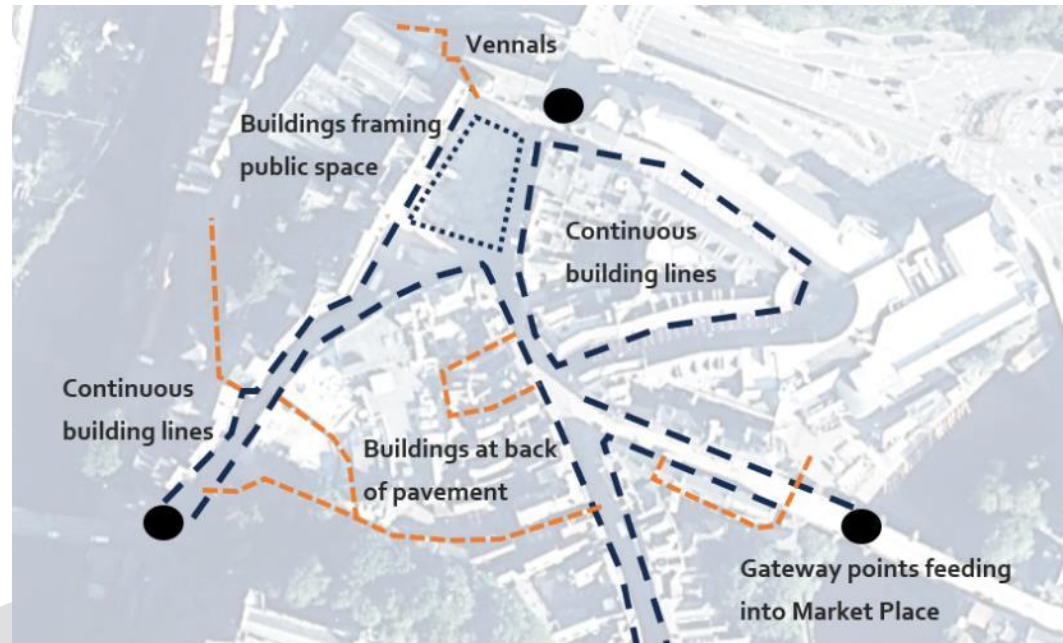 Vennals
Buildings framing
public space
Continuous
building lines
Continuous
building lines
Buildings at back
of pavement
Gateway points feeding
into Market Place